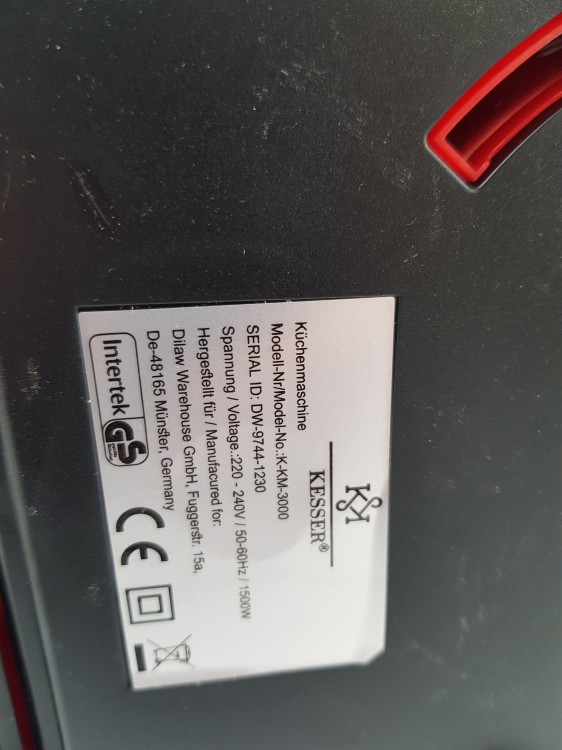 KK
KESSER®
Küchenmaschine
Modell-Nr/Model-No.:K-KM-3000
SERIAL ID: DW-9744-1230
Spannung / Voltage.:220 - 240V / 50-60Hz / 1500W
Hergestellt für / Manufacured for:
Dilaw Warehouse GmbH, Fuggerstr. 15a,
De-48165 Münster, Germany
Intertek GS CE